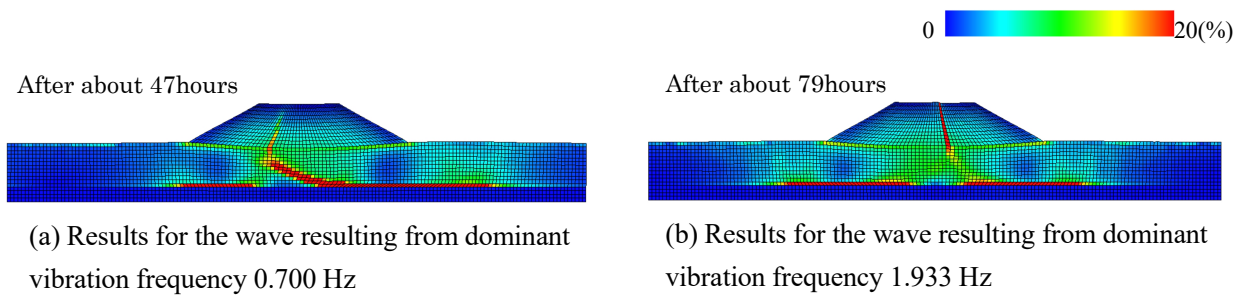 0 20(%)
After about 47hours
After about 79hours
(a) Results for the wave resulting from dominant
vibration frequency 0.700 Hz
(b) Results for the wave resulting from dominant
vibration frequency 1.933 Hz